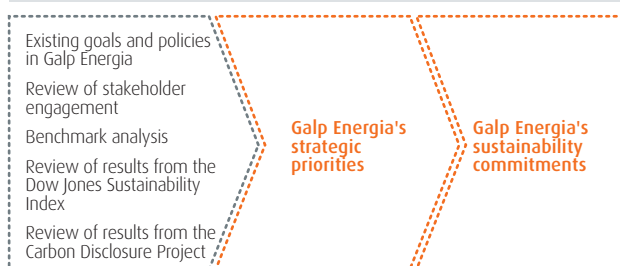 Existing goals and policies
in Galp Energia
Review of stakeholder
engagement
Benchmark analysis
Review of results from the
Dow Jones Sustainability
Index
Review of results from the
Carbon Disclosure Project
Galp Energia's
strategic
priorities
Galp Energia's
sustainability
commitments